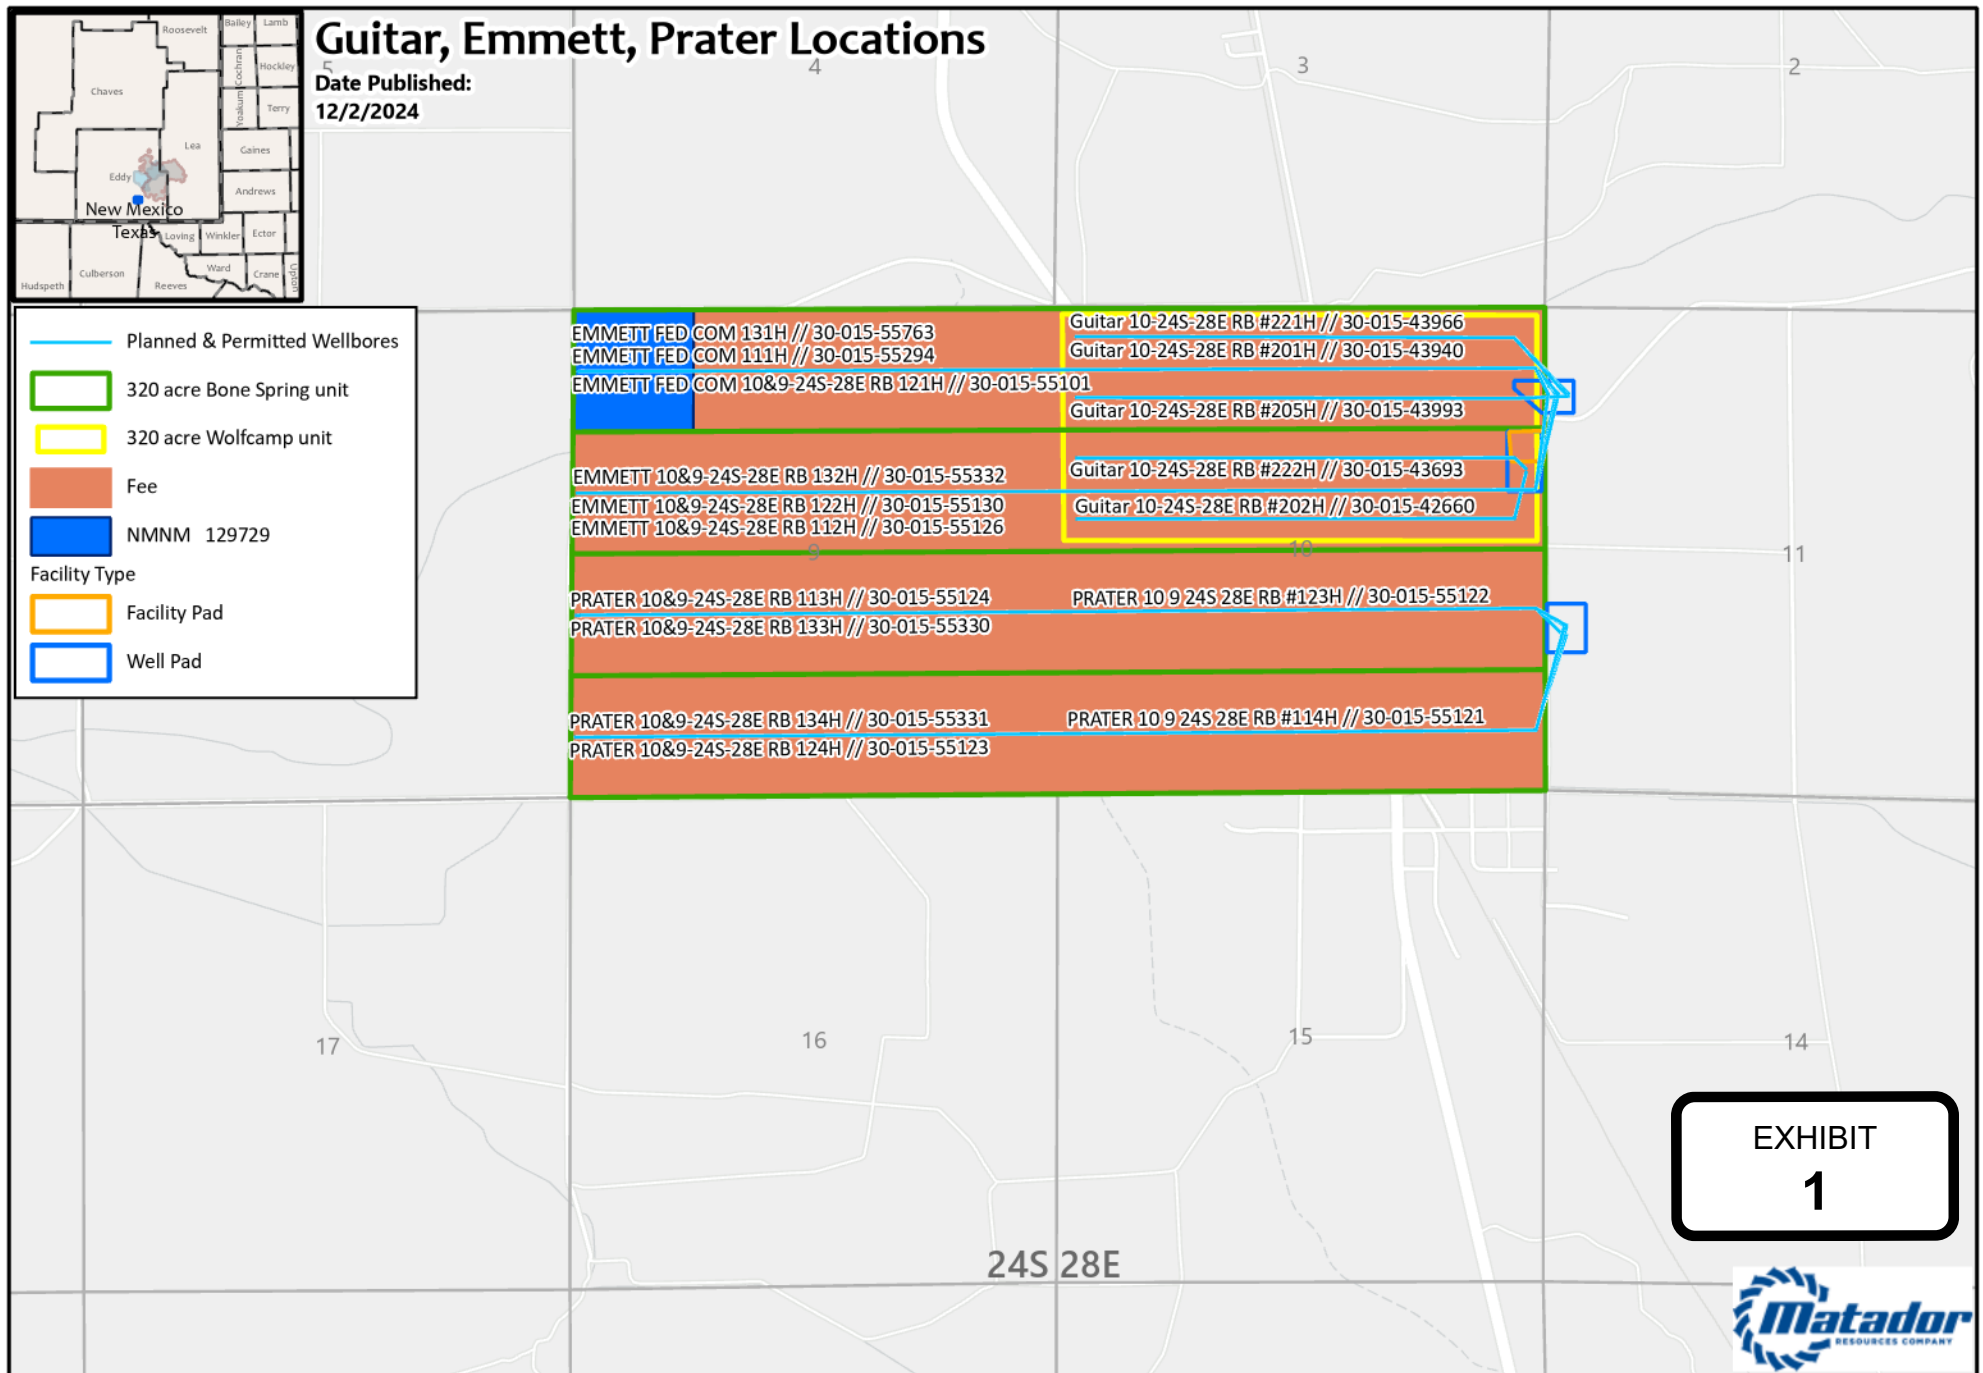 Guitar, Emmett, Prater Locations
Date Published:
12/2/2024
Roosevelt
Bailey
Lamb
Cochran
Hockley
Chaves
Yoakum
Terry
Lea
Gaines
Eddy
Andrews
New Mexico
Texas
Loving
Winkler
Ector
Ward
Crane
Upton
Culberson
Hudspeth
Reeves
5
4
3
2
Planned & Permitted Wellbores
320 acre Bone Spring unit
320 acre Wolfcamp unit
Fee
NMNM 129729
Facility Type
Facility Pad
Well Pad
EMMETT FED COM 131H // 30-015-55763
EMMETT FED COM 111H // 30-015-55294
EMMETT FED COM 10&9-24S-28E RB 121H // 30-015-55101
Guitar 10-24S-28E RB #221H // 30-015-43966
Guitar 10-24S-28E RB #201H // 30-015-43940
Guitar 10-24S-28E RB #205H // 30-015-43993
EMMETT 10&9-24S-28E RB 132H // 30-015-55332
EMMETT 10&9-24S-28E RB 122H // 30-015-55130
EMMETT 10&9-24S-28E RB 112H // 30-015-55126
Guitar 10-24S-28E RB #222H // 30-015-43693
Guitar 10-24S-28E RB #202H // 30-015-42660
9
10
11
PRATER 10&9-24S-28E RB 113H // 30-015-55124
PRATER 10&9-24S-28E RB 133H // 30-015-55330
PRATER 10 9 24S 28E RB #123H // 30-015-55122
PRATER 10&9-24S-28E RB 134H // 30-015-55331
PRATER 10&9-24S-28E RB 124H // 30-015-55123
PRATER 10 9 24S 28E RB #114H // 30-015-55121
17
16
15
14
24S 28E
EXHIBIT
1
Matador
RESOURCES COMPANY